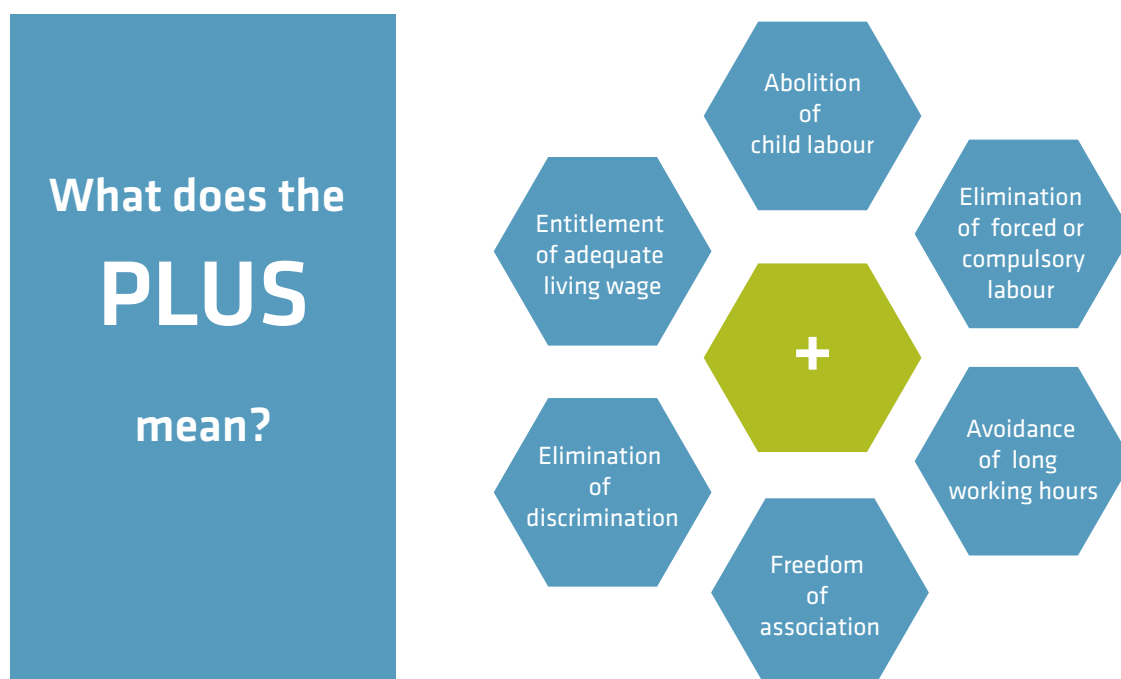 What does the
PLUS
mean?
Abolition
of
child labour
Elimination
of forced or
compulsory
labour
Avoidance
of long
working hours
Freedom
of
association
Elimination
of
discrimination
Entitlement
of adequate
living wage
+